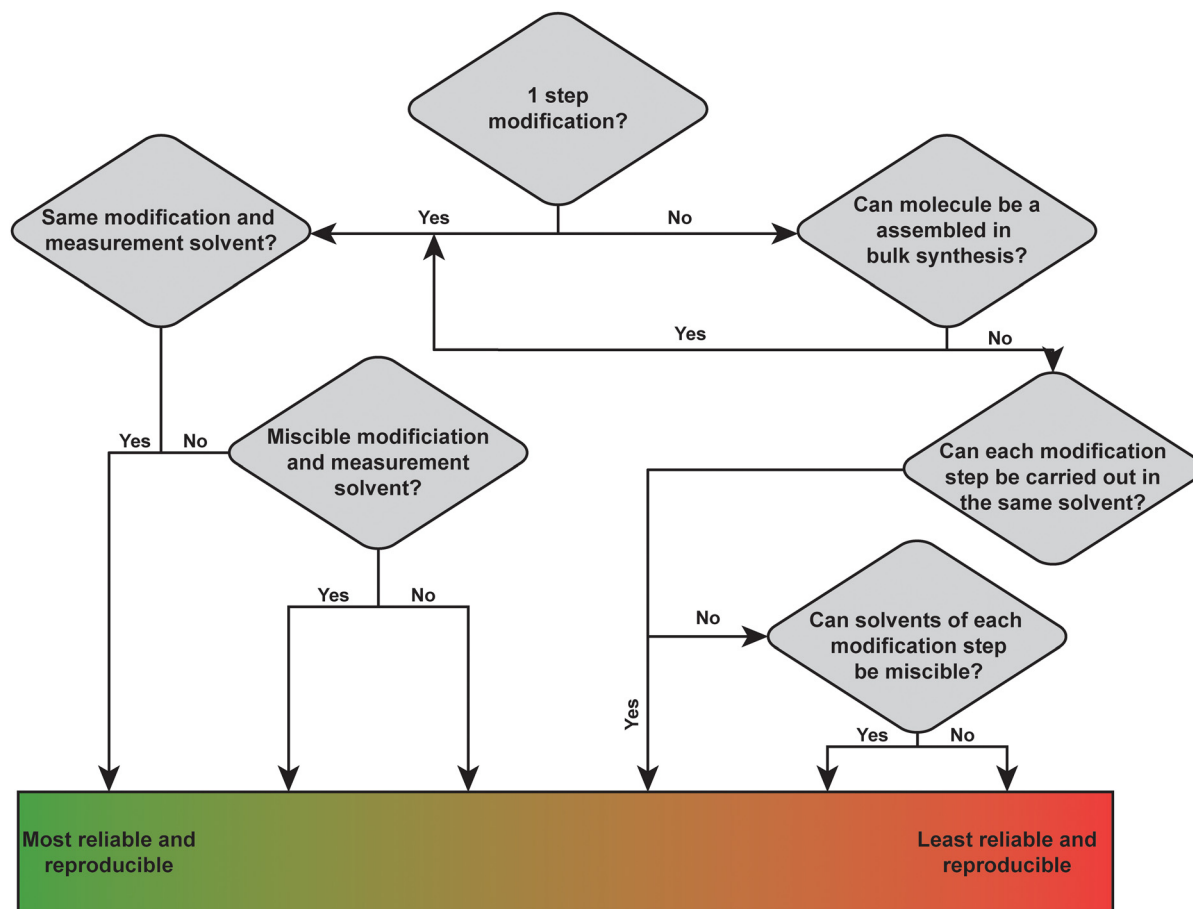 1 step
modification?
Same modification and
measurement solvent?
Yes
No
Can molecule be a
assembled in
bulk synthesis?
Yes
No
Yes
No
Miscible modificiation
and measurement
solvent?
Can each modification
step be carried out in
the same solvent?
Yes
No
No
Yes
Can solvents of each
modification step
be miscible?
Yes
No
Most reliable and
reproducible
Least reliable and
reproducible